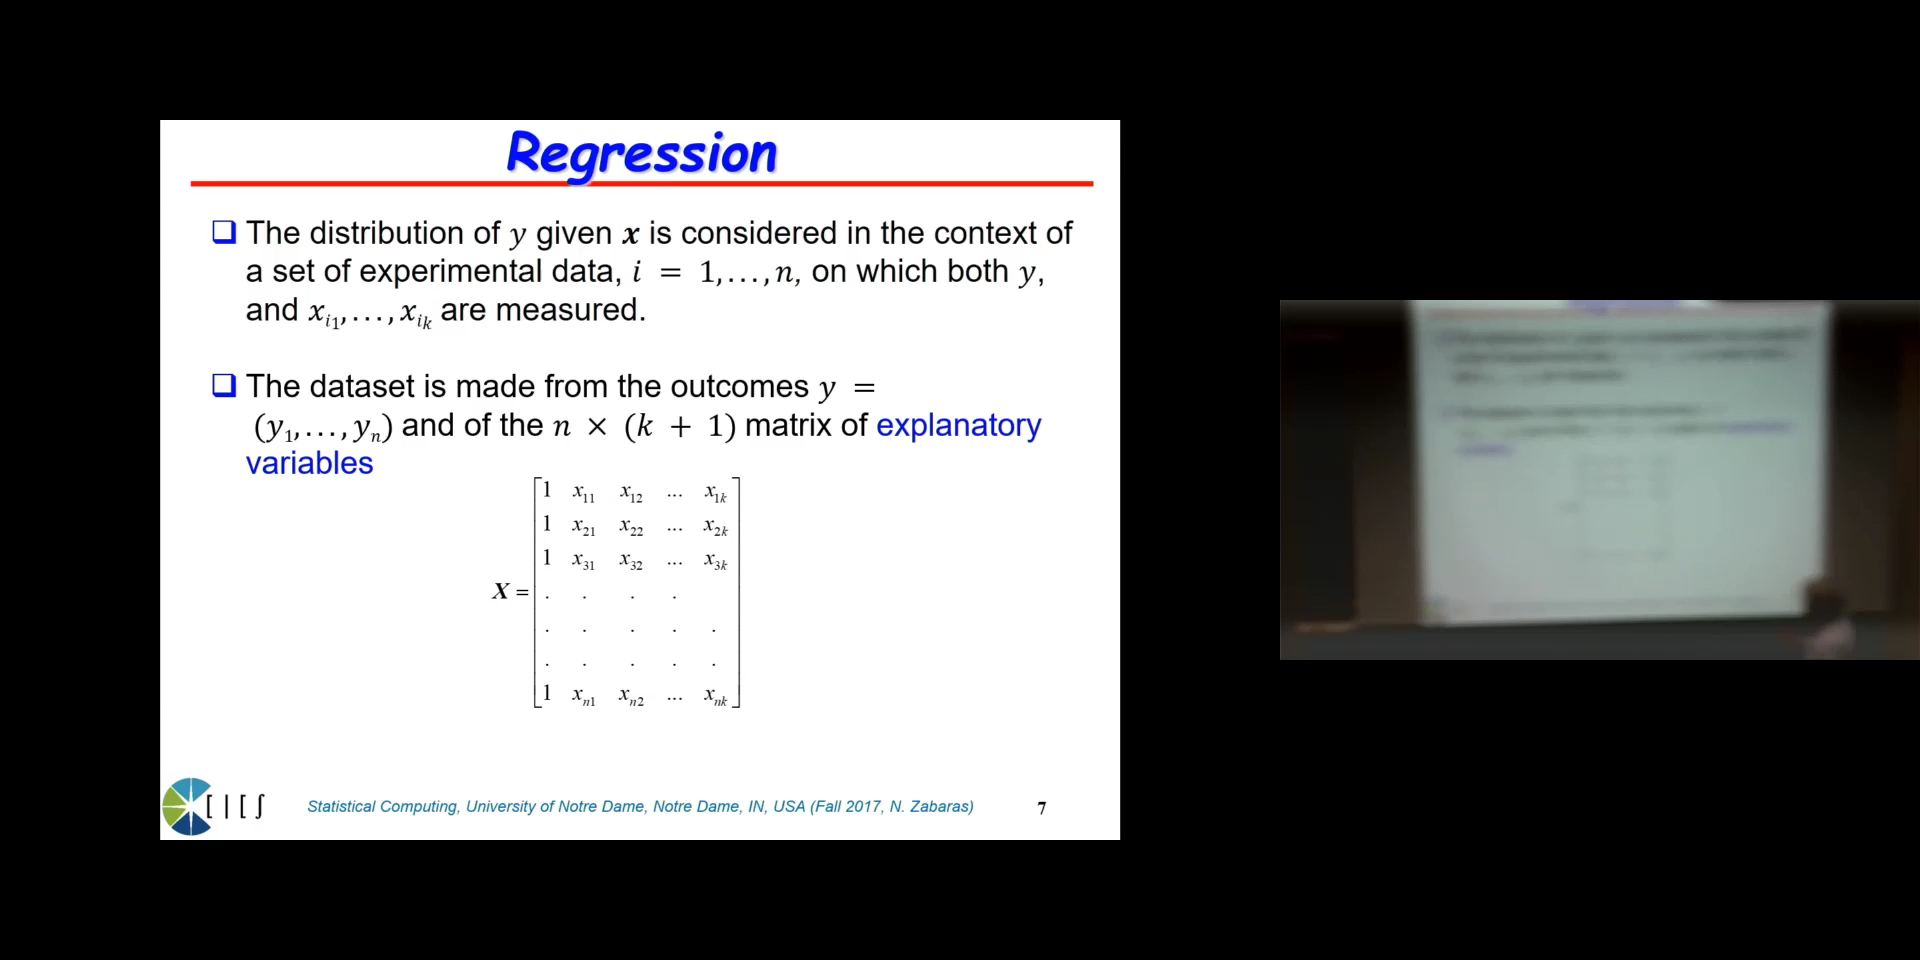 Regression
❑ The distribution of y given x is considered in the context of
a set of experimental data, i = 1,...,n, on which both y,
and x_{i1},...,x_{ik} are measured.
❑ The dataset is made from the outcomes y =
(y_1,...,y_n) and of the n × (k + 1) matrix of explanatory
variables
1 x_{11} x_{12} ... x_{1k}
1 x_{21} x_{22} ... x_{2k}
1 x_{31} x_{32} ... x_{3k}
X = . . . .
. . . . .
. . . . .
1 x_{n1} x_{n2} ... x_{nk}
Statistical Computing, University of Notre Dame, Notre Dame, IN, USA (Fall 2017, N. Zabaras)
7